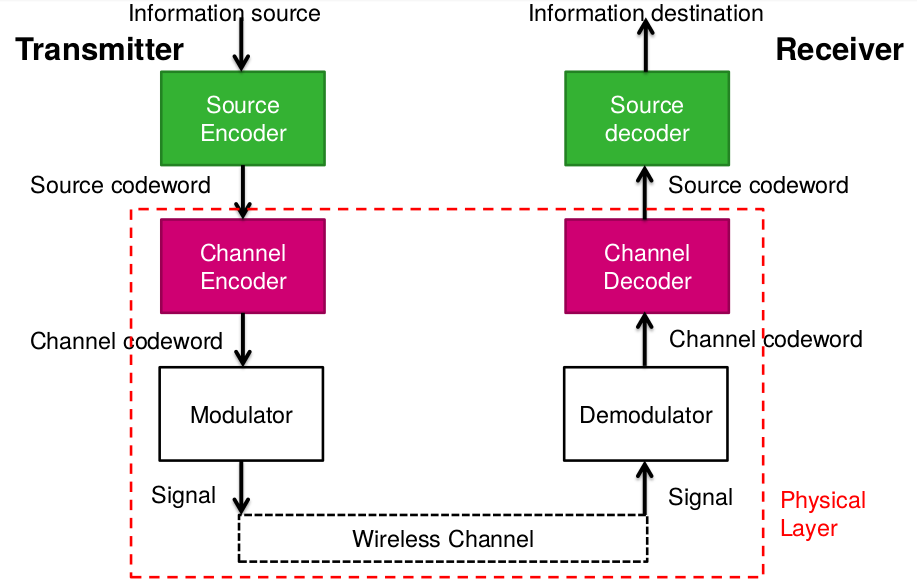 Information source
Information destination
Transmitter
Receiver
Source
Encoder
Source
decoder
Source codeword
Source codeword
Channel
Encoder
Channel
Decoder
Channel codeword
Channel codeword
Modulator
Demodulator
Signal
Signal
Physical
Layer
Wireless Channel